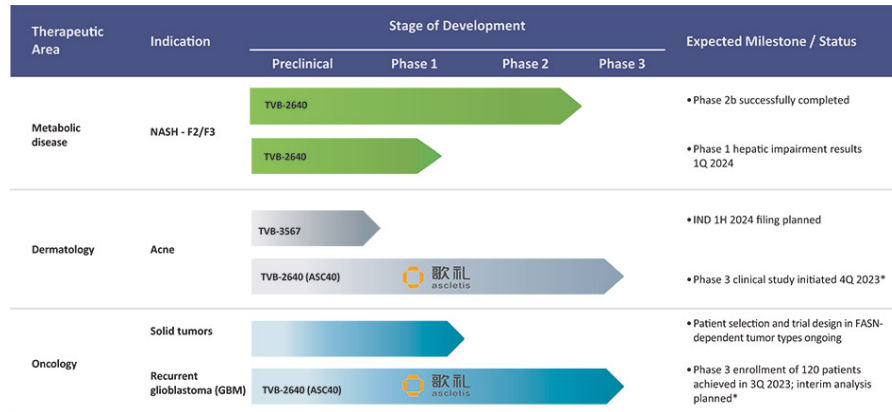 Therapeutic
Area
Indication
Stage of Development
Expected Milestone / Status
Preclinical
Phase 1
Phase 2
Phase 3
Metabolic
disease
NASH - F2/F3
TVB-2640
• Phase 2b successfully completed
TVB-2640
• Phase 1 hepatic impairment results
1Q 2024
Dermatology
Acne
TVB-3567
• IND 1H 2024 filing planned
TVB-2640 (ASC40)
歌礼
ascletis
• Phase 3 clinical study initiated 4Q 2023*
Oncology
Solid tumors
• Patient selection and trial design in FASN-
dependent tumor types ongoing
Recurrent
glioblastoma (GBM)
TVB-2640 (ASC40)
歌礼
ascletis
• Phase 3 enrollment of 120 patients
achieved in 3Q 2023; interim analysis
planned*